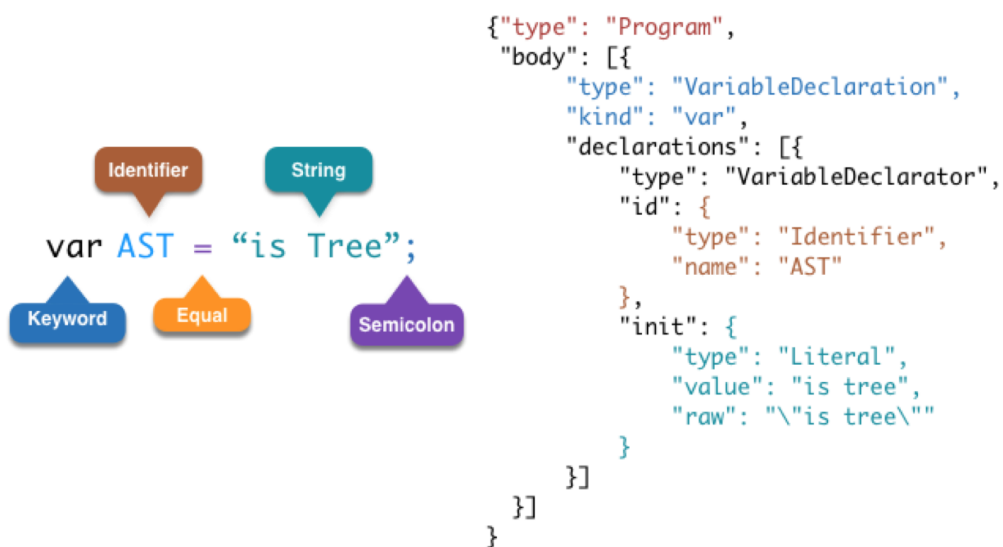 Identifier
String
var AST = “is Tree”;
Keyword
Equal
Semicolon
{"type": "Program",
"body": [{
"type": "VariableDeclaration",
"kind": "var",
"declarations": [{
"type": "VariableDeclarator",
"id": {
"type": "Identifier",
"name": "AST"
},
"init": {
"type": "Literal",
"value": "is tree",
"raw": "\"is tree\""
}
}]
}]
}